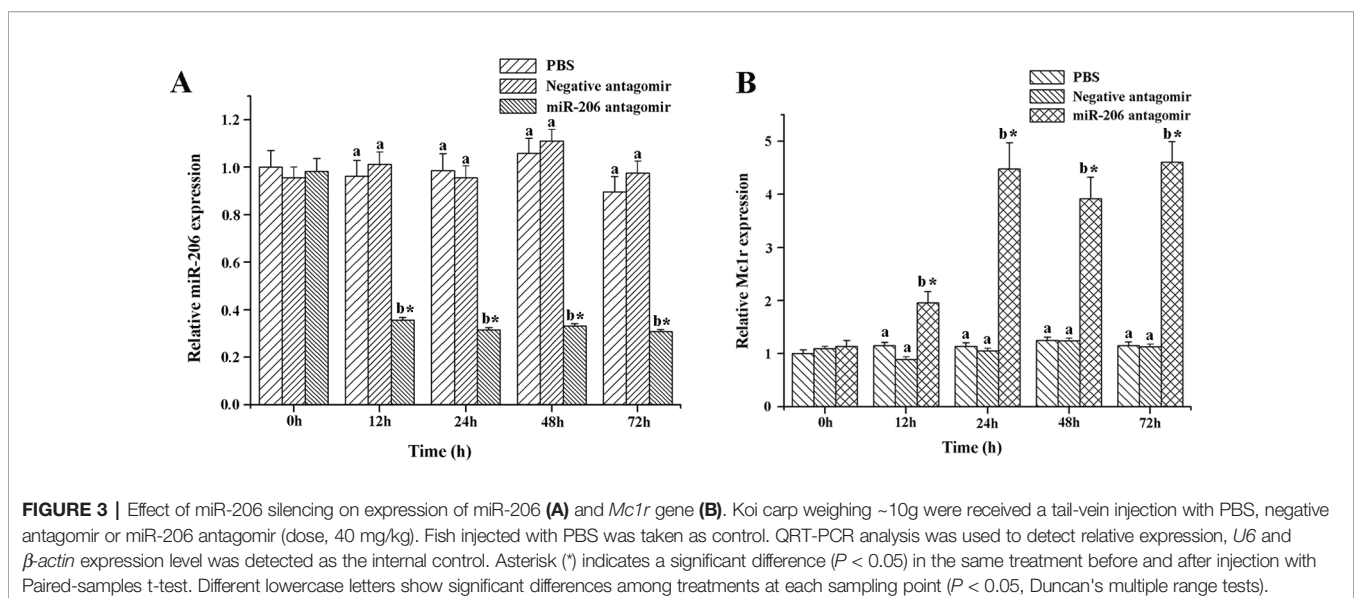 A
PBS
Negative antagomir
miR-206 antagomir
Relative miR-206 expression
1.2
1.0
0.8
0.6
0.4
0.2
0.0
a a a a a a a a
b* b* b* b*
0h 12h 24h 48h 72h
Time (h)
B
PBS
Negative antagomir
miR-206 antagomir
Relative Mc1r expression
5
4
3
2
1
0
b* b* b* b*
a a a a a a a a
0h 12h 24h 48h 72h
Time (h)
FIGURE 3 | Effect of miR-206 silencing on expression of miR-206 (A) and Mc1r gene (B). Koi carp weighing ~10g were received a tail-vein injection with PBS, negative
antagomir or miR-206 antagomir (dose, 40 mg/kg). Fish injected with PBS was taken as control. QRT-PCR analysis was used to detect relative expression, U6 and
β-actin expression level was detected as the internal control. Asterisk (*) indicates a significant difference (P < 0.05) in the same treatment before and after injection with
Paired-samples t-test. Different lowercase letters show significant differences among treatments at each sampling point (P < 0.05, Duncan's multiple range tests).